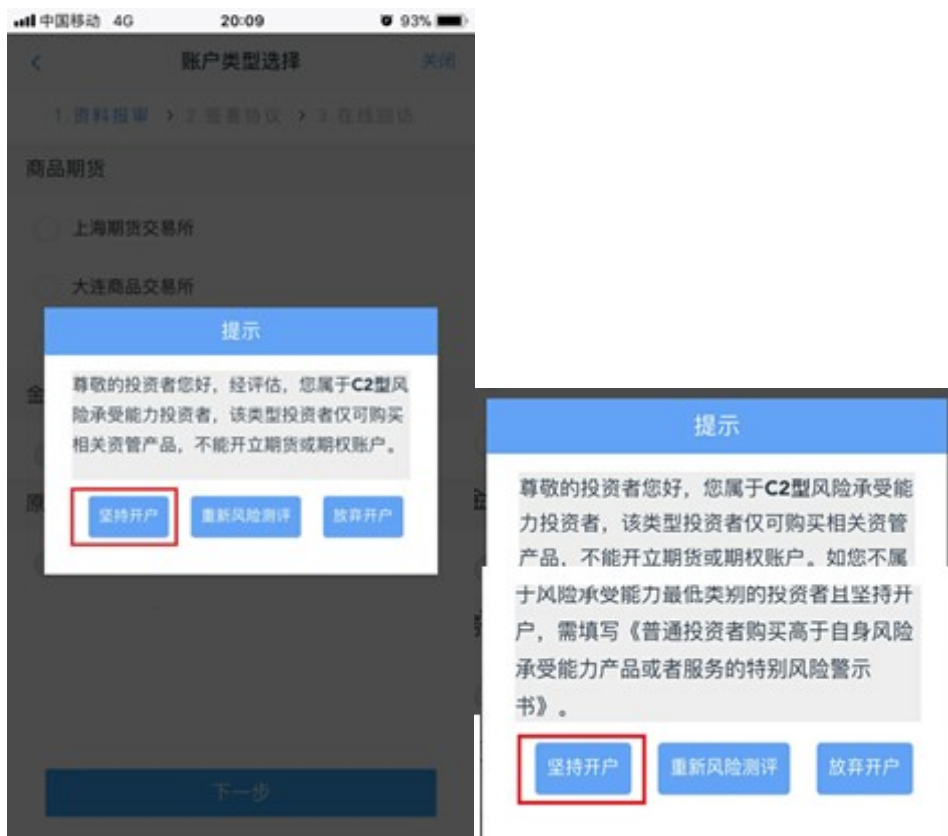 中国移动 4G 20:09 93%
账户类型选择 关闭
1.资料报审 > 2.签署协议 > 3.在线回访
商品期货
上海期货交易所
大连商品交易所
提示
尊敬的投资者您好，经评估，您属于C2型风
险承受能力投资者，该类型投资者仅可购买
相关资管产品，不能开立期货或期权账户。
金
原
坚持开户 重新风险测评 放弃开户
下一步
提示
尊敬的投资者您好，您属于C2型风险承受能
力投资者，该类型投资者仅可购买相关资管
产品，不能开立期货或期权账户。如您不属
于风险承受能力最低类别的投资者且坚持开
户，需填写《普通投资者购买高于自身风险
承受能力产品或者服务的特别风险警示
书》。
坚持开户 重新风险测评 放弃开户